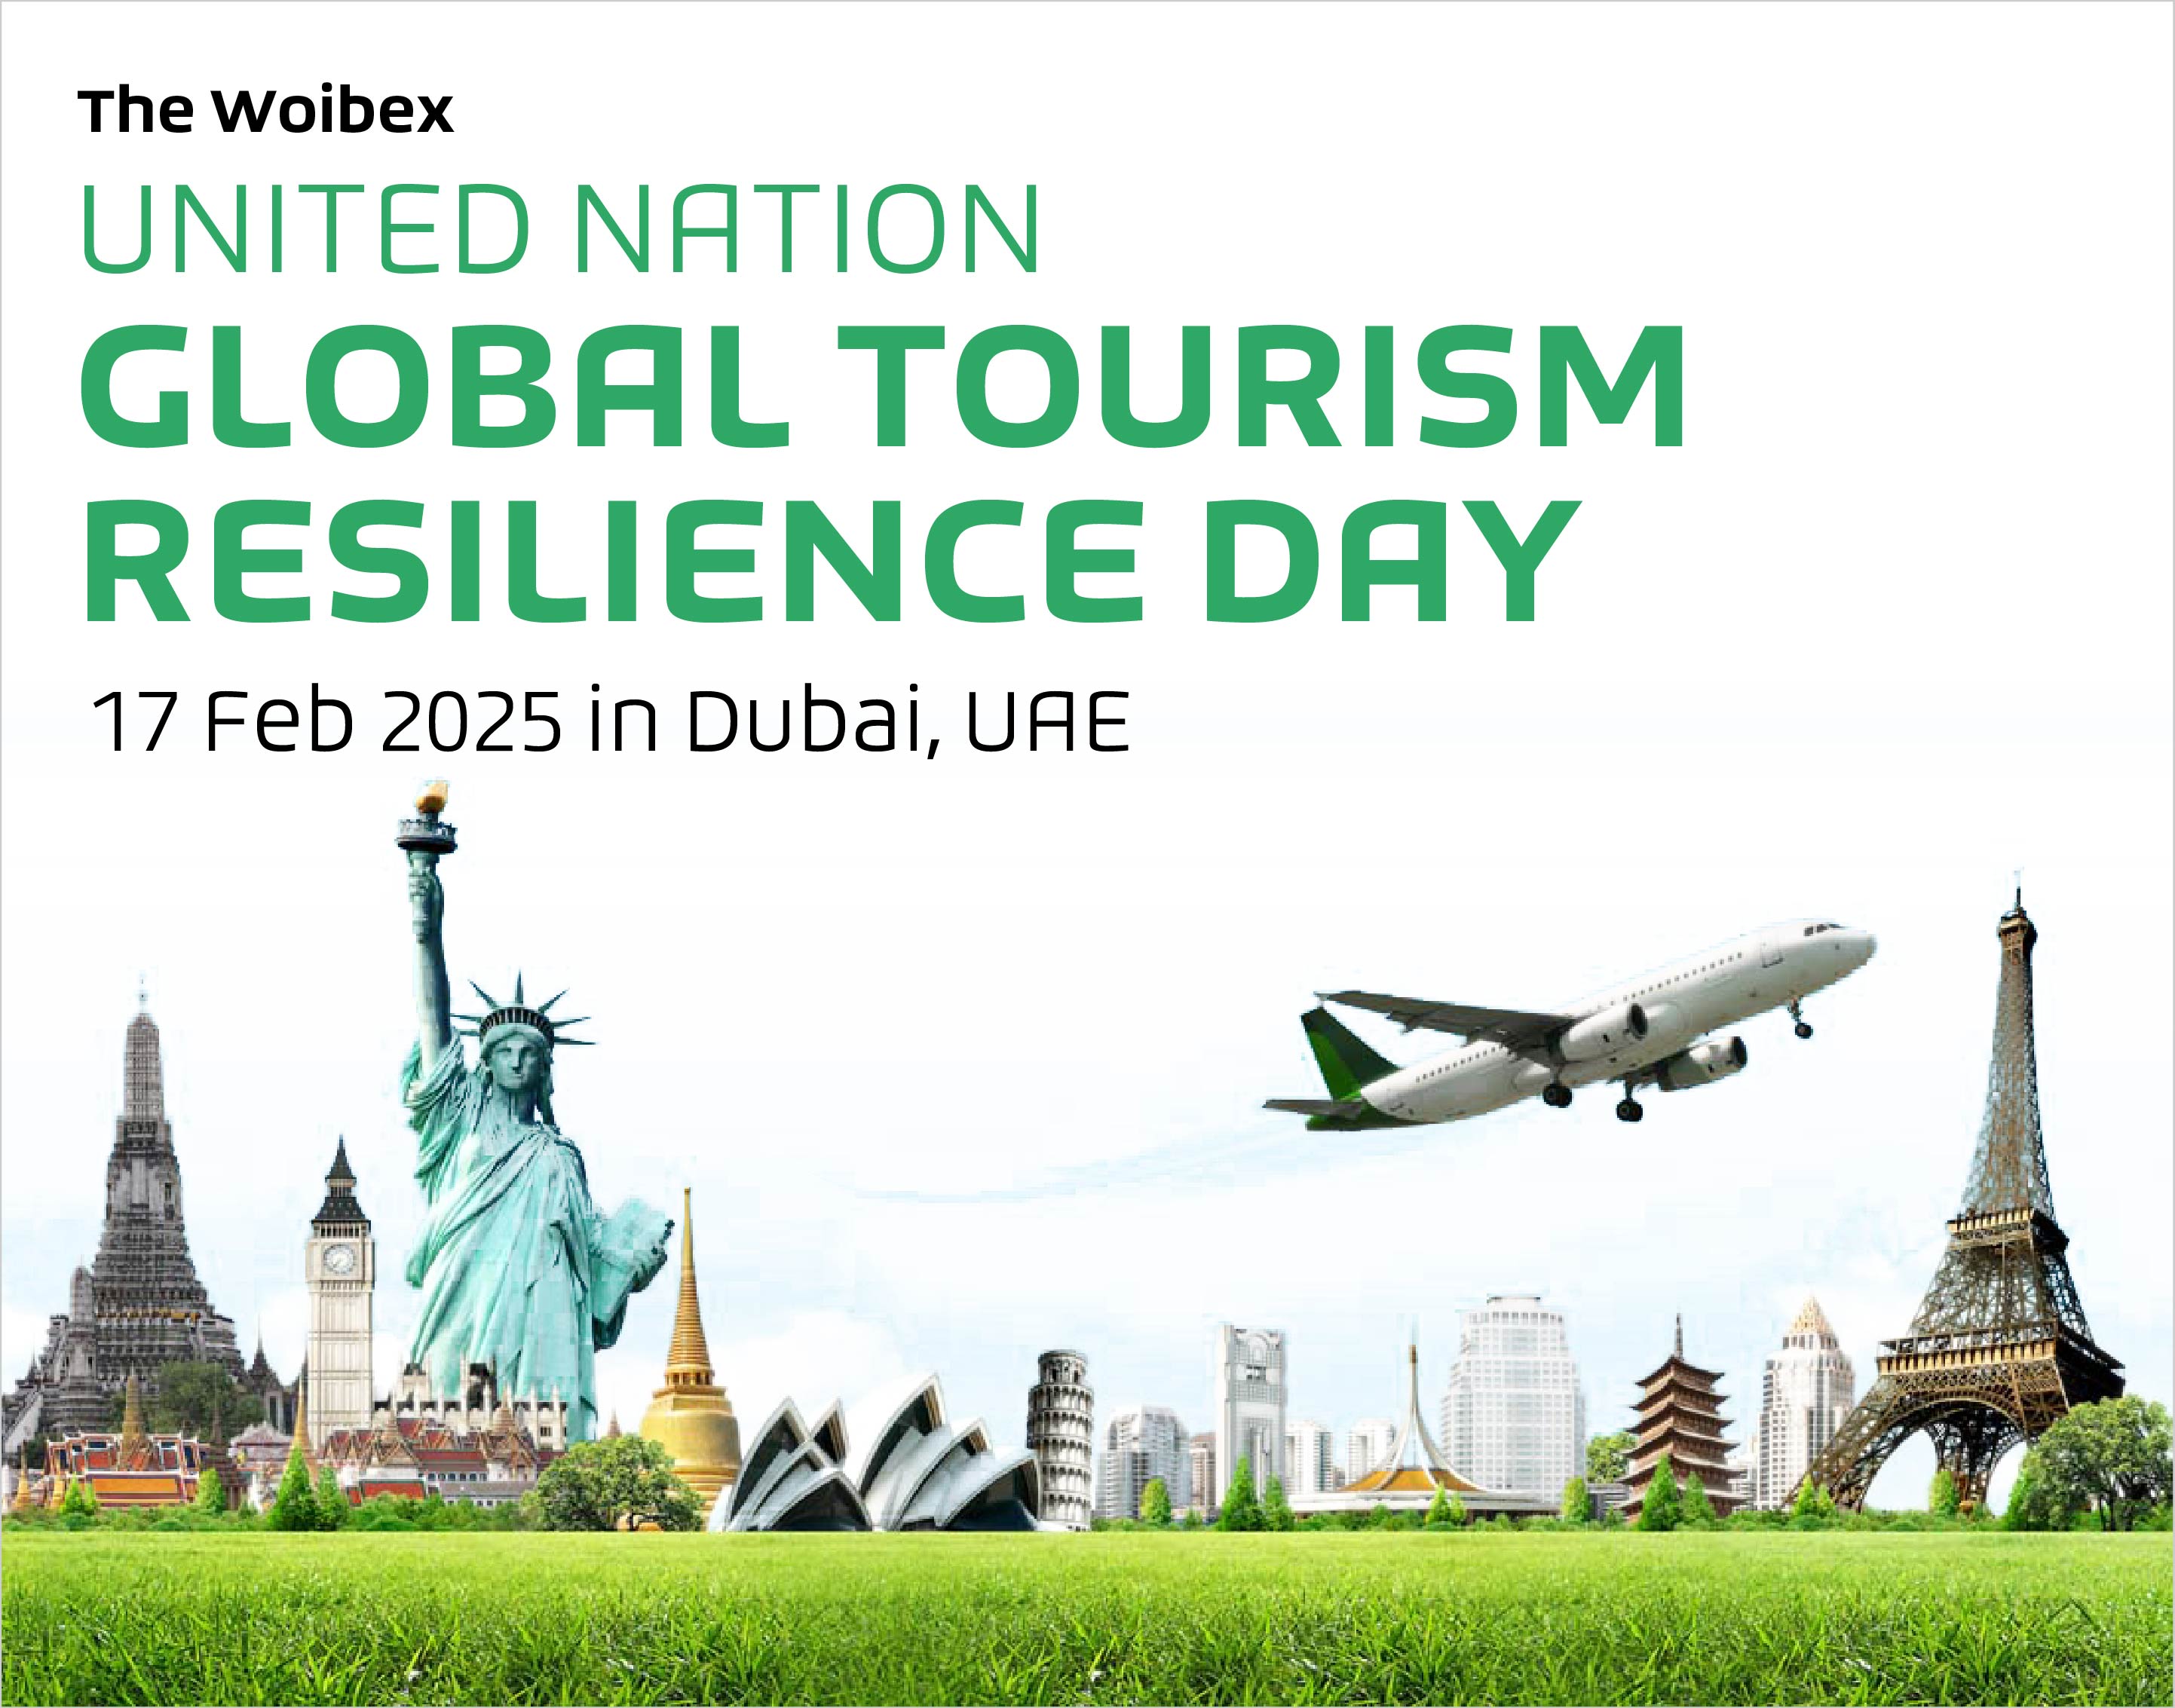 The Woibex
UNITED NATION
GLOBAL TOURISM
RESILIENCE DAY
17 Feb 2025 in Dubai, UAE